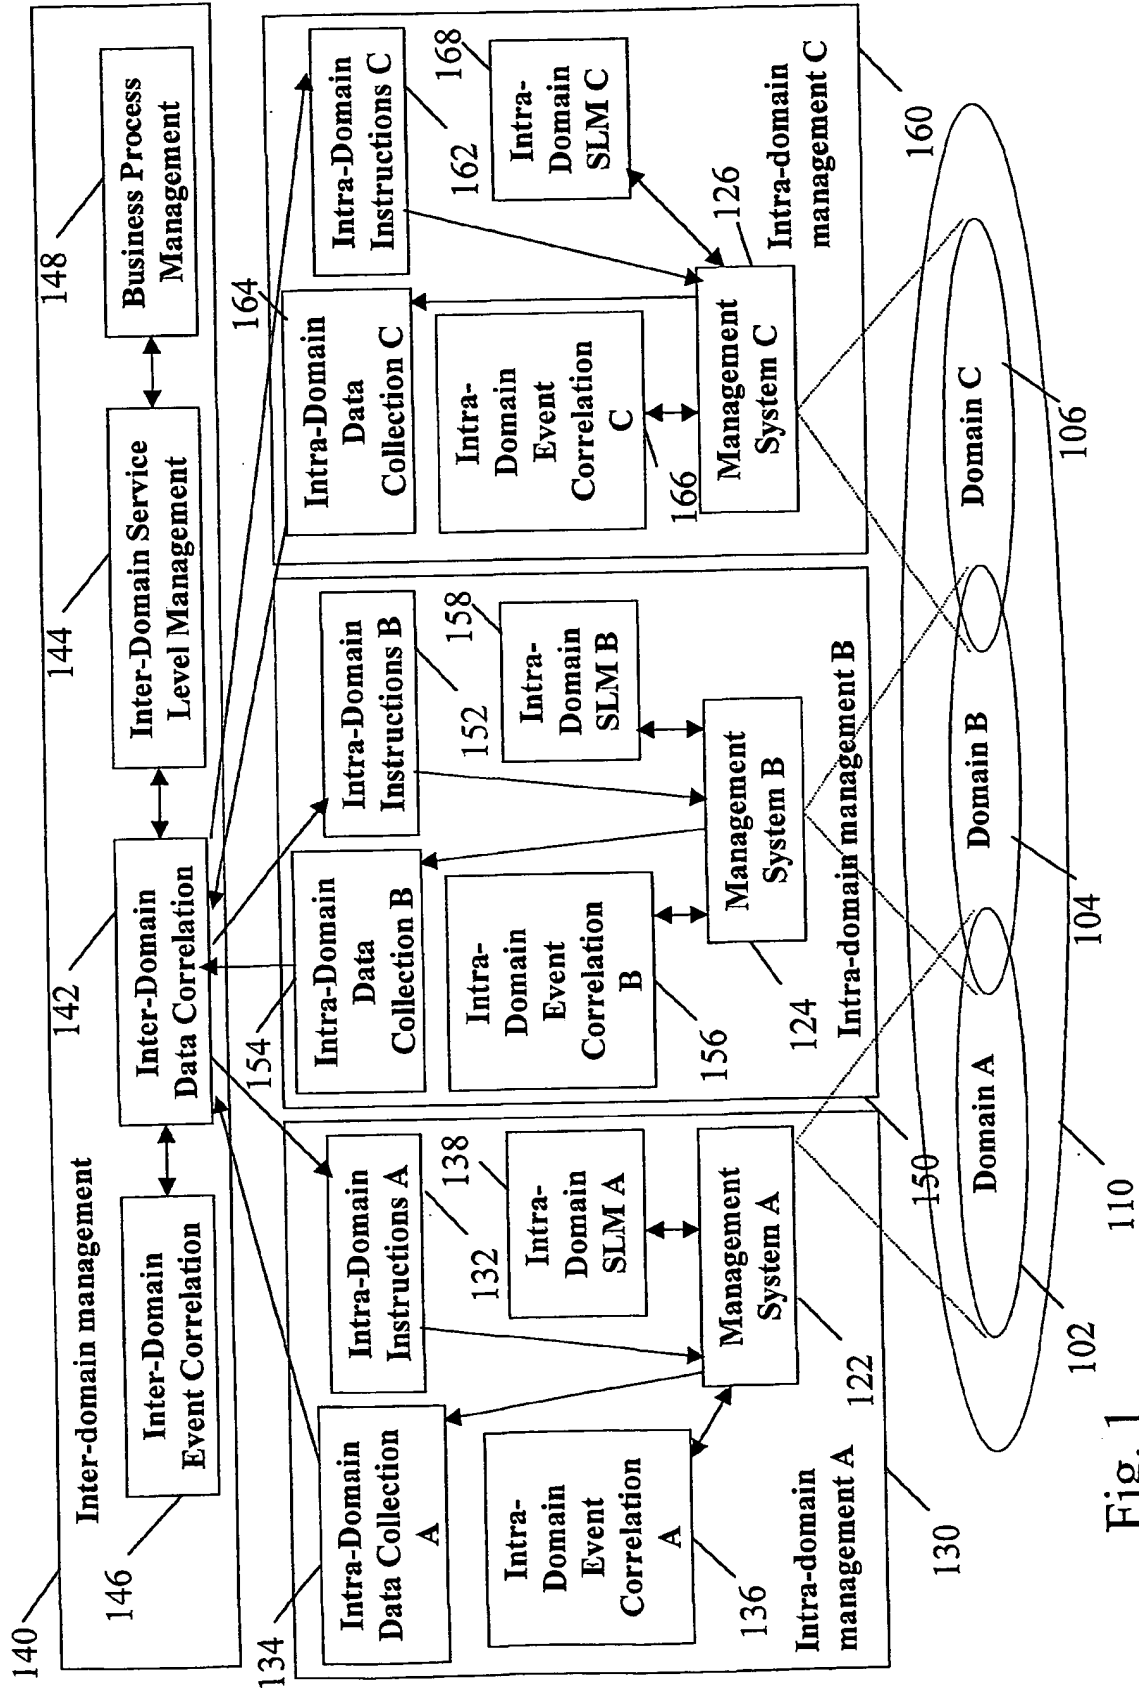 140
Inter-domain management
146
Inter-Domain
Event Correlation
142
Inter-Domain
Data Correlation
144
Inter-Domain Service
Level Management
148
Business Process
Management
134
Intra-Domain
Data Collection
A
Intra-Domain
Instructions A
132
138
Intra-
Domain
SLM A
Intra-
Domain
Event
Correlation
A
136
Management
System A
122
Intra-domain
management A
130
154
Intra-Domain
Data
Collection B
Intra-Domain
Instructions B
152
158
Intra-
Domain
SLM B
Intra-
Domain
Event
Correlation
B
156
Management
System B
124
Intra-domain management B
150
164
Intra-Domain
Data
Collection C
Intra-Domain
Instructions C
162
168
Intra-
Domain
SLM C
Intra-
Domain
Event
Correlation
C
166
Management
System C
126
Intra-domain
management C
160
Domain A
Domain B
Domain C
102
110
104
106
Fig. 1